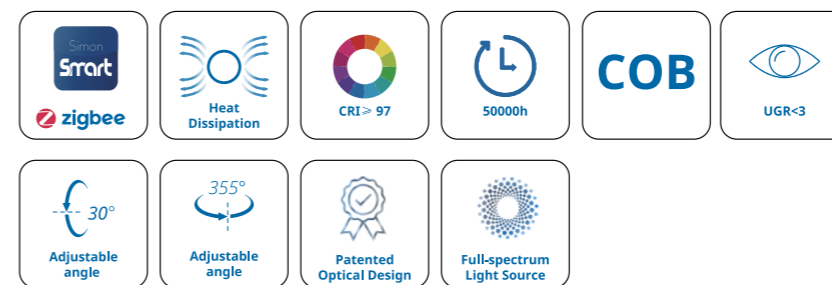 Simon
Smart
zigbee
Heat
Dissipation
CRI⩾ 97
50000h
COB
UGR<3
30°
Adjustable
angle
355°
Adjustable
angle
Patented
Optical Design
Full-spectrum
Light Source